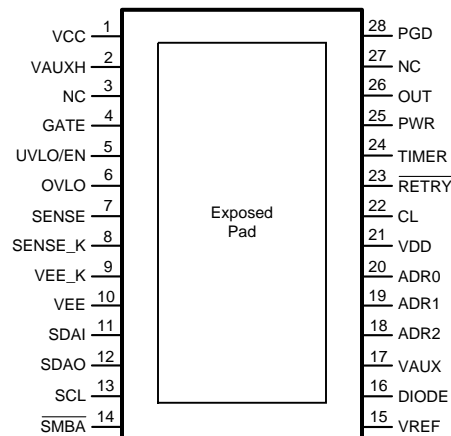 VCC 1
VAUXH 2
NC 3
GATE 4
UVLO/EN 5
OVLO 6
SENSE 7
SENSE_K 8
VEE_K 9
VEE 10
SDAI 11
SDAO 12
SCL 13
SMBA 14
Exposed
Pad
28 PGD
27 NC
26 OUT
25 PWR
24 TIMER
23 RETRY
22 CL
21 VDD
20 ADR0
19 ADR1
18 ADR2
17 VAUX
16 DIODE
15 VREF